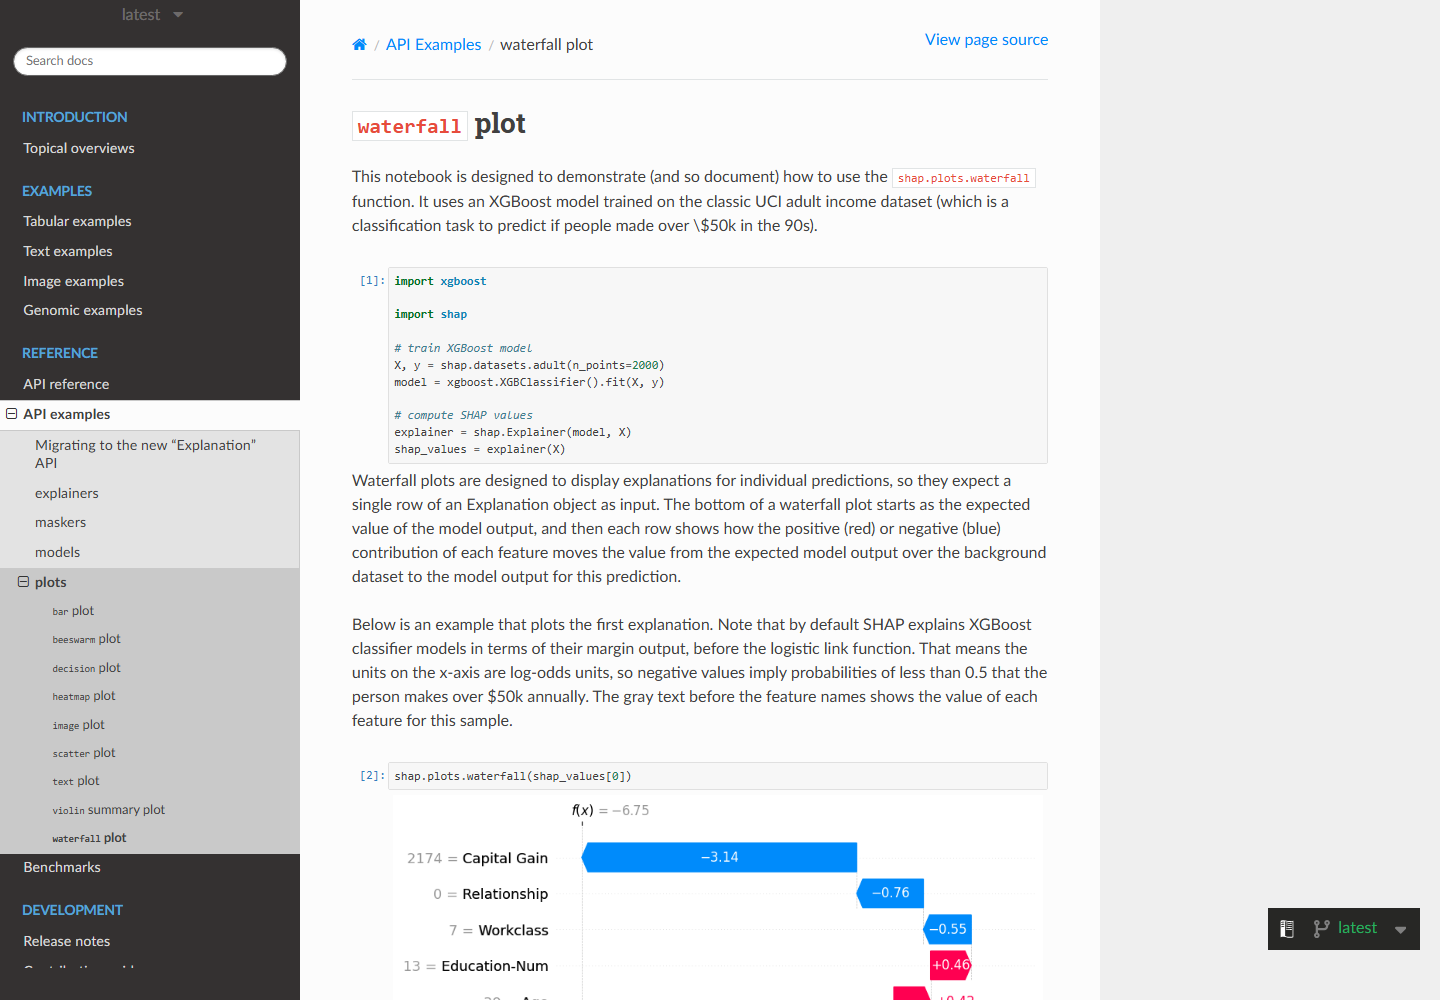 latest
Search docs
INTRODUCTION
Topical overviews
EXAMPLES
Tabular examples
Text examples
Image examples
Genomic examples
REFERENCE
API reference
API examples
Migrating to the new “Explanation”
API
explainers
maskers
models
plots
bar plot
beeswarm plot
decision plot
heatmap plot
image plot
scatter plot
text plot
violin summary plot
waterfall plot
Benchmarks
DEVELOPMENT
Release notes
/ API Examples / waterfall plot
View page source
waterfall plot
This notebook is designed to demonstrate (and so document) how to use the shap.plots.waterfall
function. It uses an XGBoost model trained on the classic UCI adult income dataset (which is a
classification task to predict if people made over \$50k in the 90s).
[1]: import xgboost
import shap
# train XGBoost model
X, y = shap.datasets.adult(n_points=2000)
model = xgboost.XGBClassifier().fit(X, y)
# compute SHAP values
explainer = shap.Explainer(model, X)
shap_values = explainer(X)
Waterfall plots are designed to display explanations for individual predictions, so they expect a
single row of an Explanation object as input. The bottom of a waterfall plot starts as the expected
value of the model output, and then each row shows how the positive (red) or negative (blue)
contribution of each feature moves the value from the expected model output over the background
dataset to the model output for this prediction.
Below is an example that plots the first explanation. Note that by default SHAP explains XGBoost
classifier models in terms of their margin output, before the logistic link function. That means the
units on the x-axis are log-odds units, so negative values imply probabilities of less than 0.5 that the
person makes over $50k annually. The gray text before the feature names shows the value of each
feature for this sample.
[2]: shap.plots.waterfall(shap_values[0])
f(x) = −6.75
2174 = Capital Gain −3.14
0 = Relationship −0.76
7 = Workclass −0.55
13 = Education-Num +0.46
latest